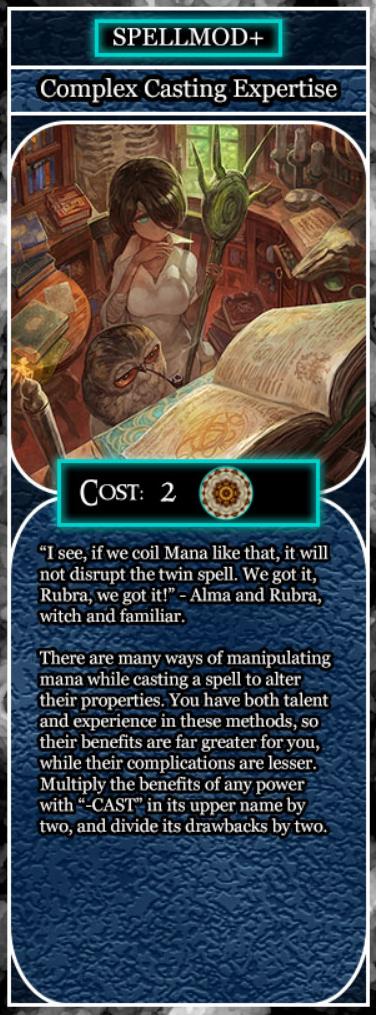 SPELLMOD+
Complex Casting Expertise
Cost: 2
“I see, if we coil Mana like that, it will
not disrupt the twin spell. We got it,
Rubra, we got it!” - Alma and Rubra,
witch and familiar.
There are many ways of manipulating
mana while casting a spell to alter
their properties. You have both talent
and experience in these methods, so
their benefits are far greater for you,
while their complications are lesser.
Multiply the benefits of any power
with “-CAST” in its upper name by
two, and divide its drawbacks by two.